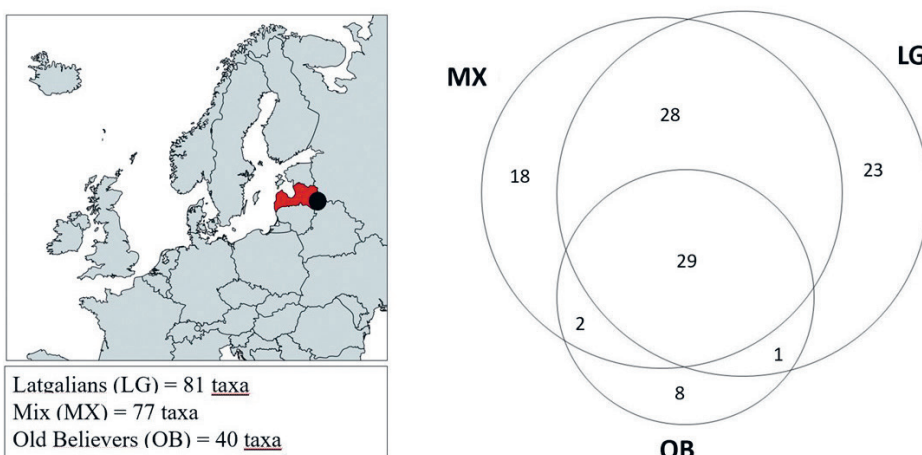 MX
LG
28
18
23
29
2
1
8
OB
Latgalians (LG) = 81 taxa
Mix (MX) = 77 taxa
Old Believers (OB) = 40 taxa